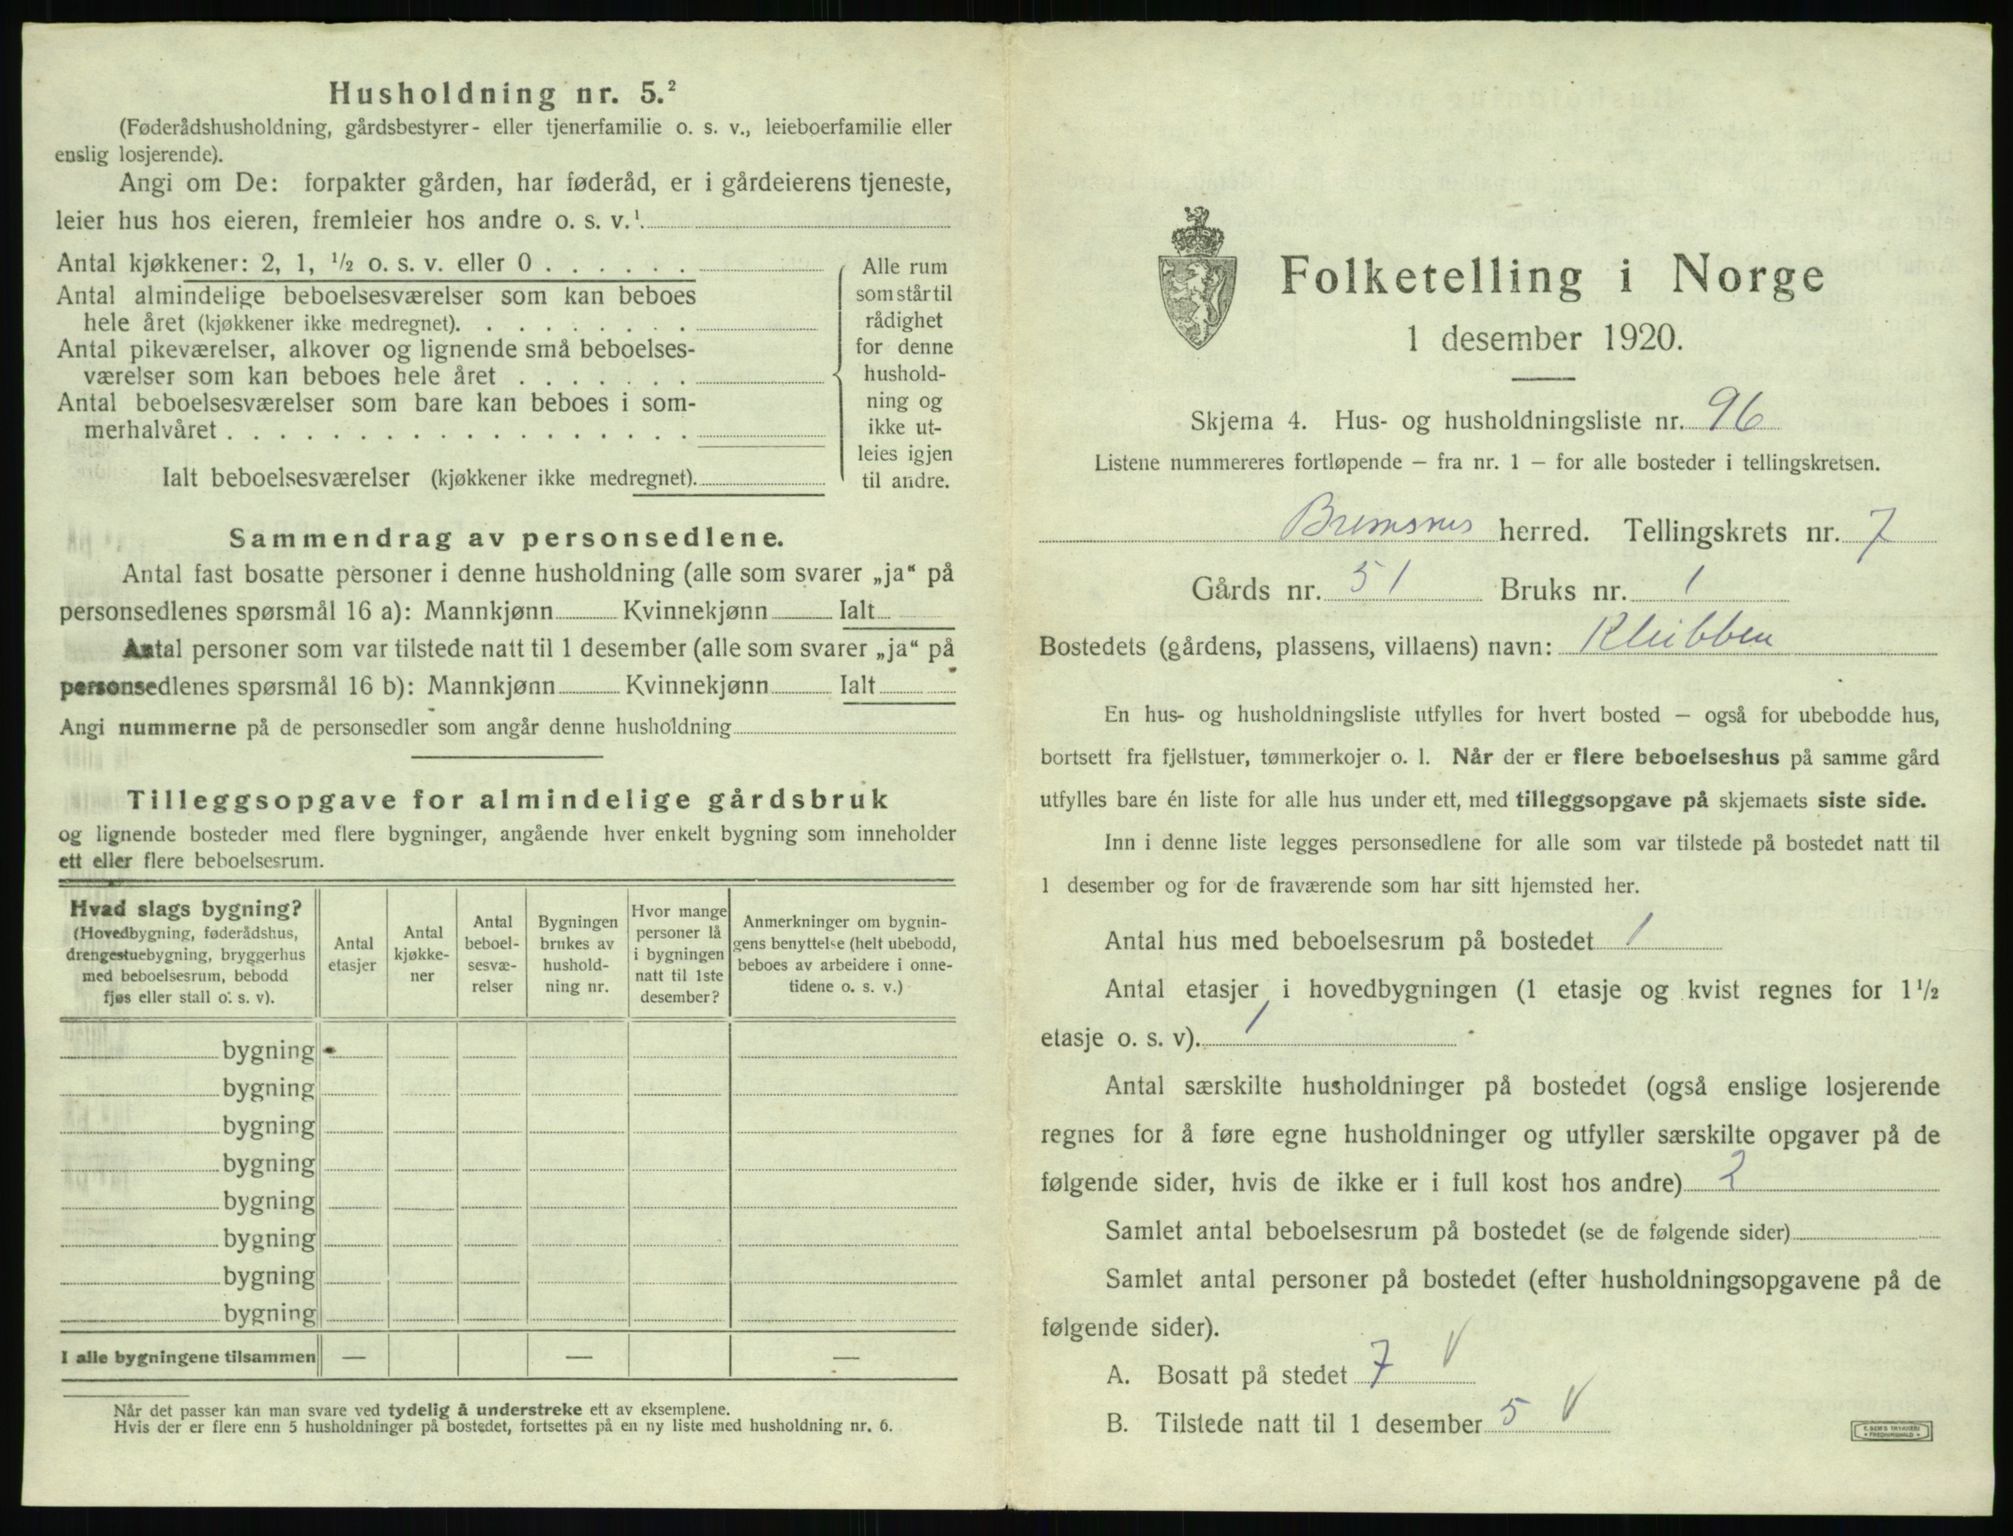 Husholdning nr. 5.²
(Føderådshusholdning, gårdsbestyrer- eller tjenerfamilie o. s. v., leieboerfamilie eller
enslig losjerende).
Angi om De: forpakter gården, har føderåd, er i gårdeierens tjeneste,
leier hus hos eieren, fremleier hos andre o. s. v.¹
Antal kjøkkener: 2, 1, ½ o. s. v. eller 0 . . . . . .
Antal almindelige beboelsesværelser som kan beboes
hele året (kjøkkener ikke medregnet). . . . . . . . .
Antal pikeværelser, alkover og lignende små beboelses-
værelser som kan beboes hele året . . . . . . .
Antal beboelsesværelser som bare kan beboes i som-
merhalvåret . . . . . . . . . . . . . . . . . .
Ialt beboelsesværelser (kjøkkener ikke medregnet).
Alle rum
som står til
rådighet
for denne
hushold-
ning og
ikke ut-
leies igjen
til andre.
Sammendrag av personsedlene.
Antal fast bosatte personer i denne husholdning (alle som svarer „ja“ på
personsedlenes spørsmål 16 a): Mannkjønn Kvinnekjønn Ialt
Antal personer som var tilstede natt til 1 desember (alle som svarer „ja“ på
personsedlenes spørsmål 16 b): Mannkjønn Kvinnekjønn Ialt
Angi nummerne på de personsedler som angår denne husholdning
Tilleggsopgave for almindelige gårdsbruk
og lignende bosteder med flere bygninger, angående hver enkelt bygning som inneholder
ett eller flere beboelsesrum.
Hvad slags bygning?
(Hovedbygning, føderådshus,
drengestuebygning, bryggerhus
med beboelsesrum, bebodd
fjøs eller stall o. s. v).
Antal
etasjer
Antal
kjøkke-
ner
Antal
beboel-
sesvæ-
relser
Bygningen
brukes av
hushold-
ning nr.
Hvor mange
personer lå
i bygningen
natt til 1ste
desember?
Anmerkninger om bygnin-
gens benyttelse (helt ubebodd,
beboes av arbeidere i onne-
tidene o. s. v.)
bygning
bygning
bygning
bygning
bygning
bygning
bygning
bygning
I alle bygningene tilsammen — — —
Når det passer kan man svare ved tydelig å understreke ett av eksemplene.
Hvis der er flere enn 5 husholdninger på bostedet, fortsettes på en ny liste med husholdning nr. 6.
Folketelling i Norge
1 desember 1920.
Skjema 4. Hus- og husholdningsliste nr. 96
Listene nummereres fortløpende – fra nr. 1 – for alle bosteder i tellingskretsen.
Bremsnes herred. Tellingskrets nr. 7
Gårds nr. 51 Bruks nr. 1
Bostedets (gårdens, plassens, villaens) navn: Klubben
En hus- og husholdningsliste utfylles for hvert bosted – også for ubebodde hus,
bortsett fra fjellstuer, tømmerkojer o. l. Når der er flere beboelseshus på samme gård
utfylles bare én liste for alle hus under ett, med tilleggsopgave på skjemaets siste side.
Inn i denne liste legges personsedlene for alle som var tilstede på bostedet natt til
1 desember og for de fraværende som har sitt hjemsted her.
Antal hus med beboelsesrum på bostedet 1
Antal etasjer i hovedbygningen (1 etasje og kvist regnes for 1½
etasje o. s. v). 1
Antal særskilte husholdninger på bostedet (også enslige losjerende
regnes for å føre egne husholdninger og utfyller særskilte opgaver på de
følgende sider, hvis de ikke er i full kost hos andre) 2
Samlet antal beboelsesrum på bostedet (se de følgende sider)
Samlet antal personer på bostedet (efter husholdningsopgavene på de
følgende sider).
A. Bosatt på stedet 7 V
B. Tilstede natt til 1 desember 5 V